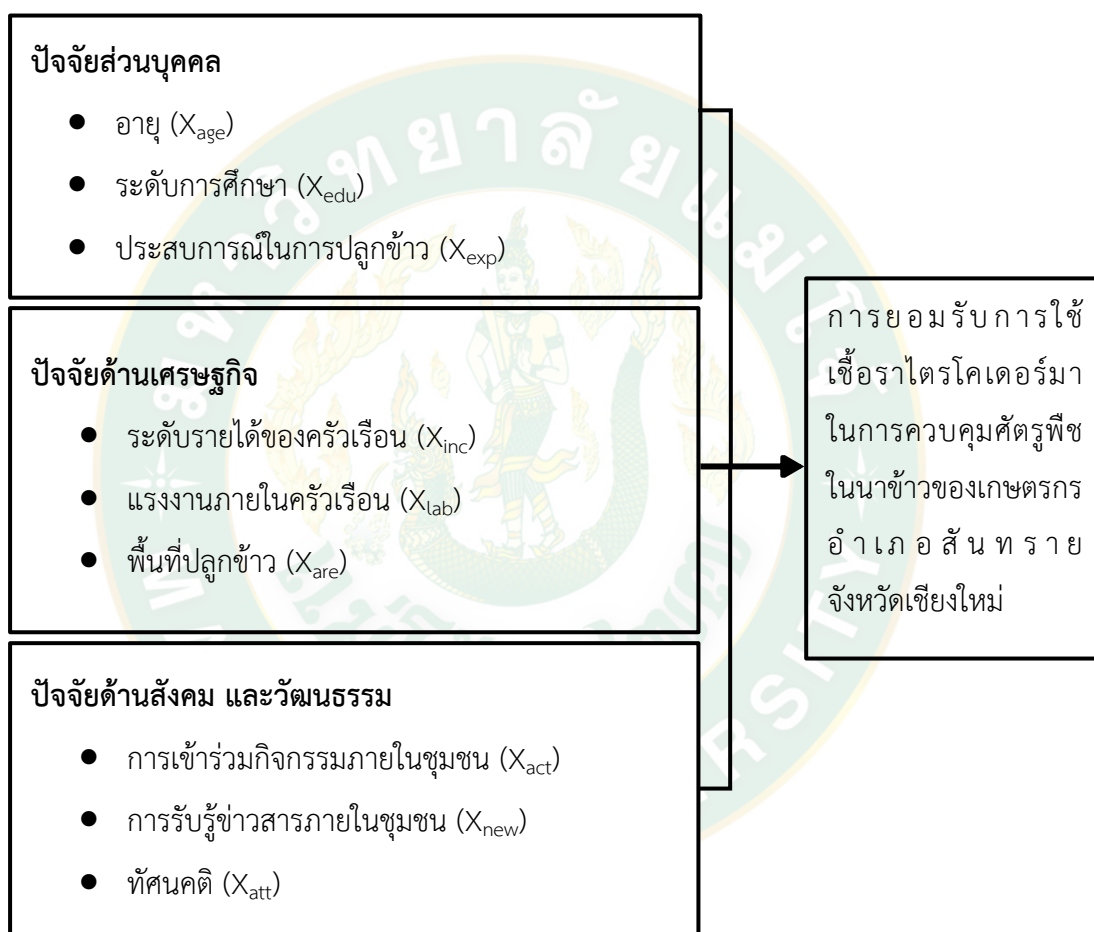 ปัจจัยส่วนบุคคล
● อายุ (Xage)
● ระดับการศึกษา (Xedu)
● ประสบการณ์ในการปลูกข้าว (Xexp)
ปัจจัยด้านเศรษฐกิจ
● ระดับรายได้ของครัวเรือน (Xinc)
● แรงงานภายในครัวเรือน (Xlab)
● พื้นที่ปลูกข้าว (Xare)
ปัจจัยด้านสังคม และวัฒนธรรม
● การเข้าร่วมกิจกรรมภายในชุมชน (Xact)
● การรับรู้ข่าวสารภายในชุมชน (Xnew)
● ทัศนคติ (Xatt)
การยอมรับการใช้
เชื้อราไตรโคเดอร์มา
ในการควบคุมศัตรูพืช
ในนาข้าวของเกษตรกร
อำเภอสันทราย
จังหวัดเชียงใหม่